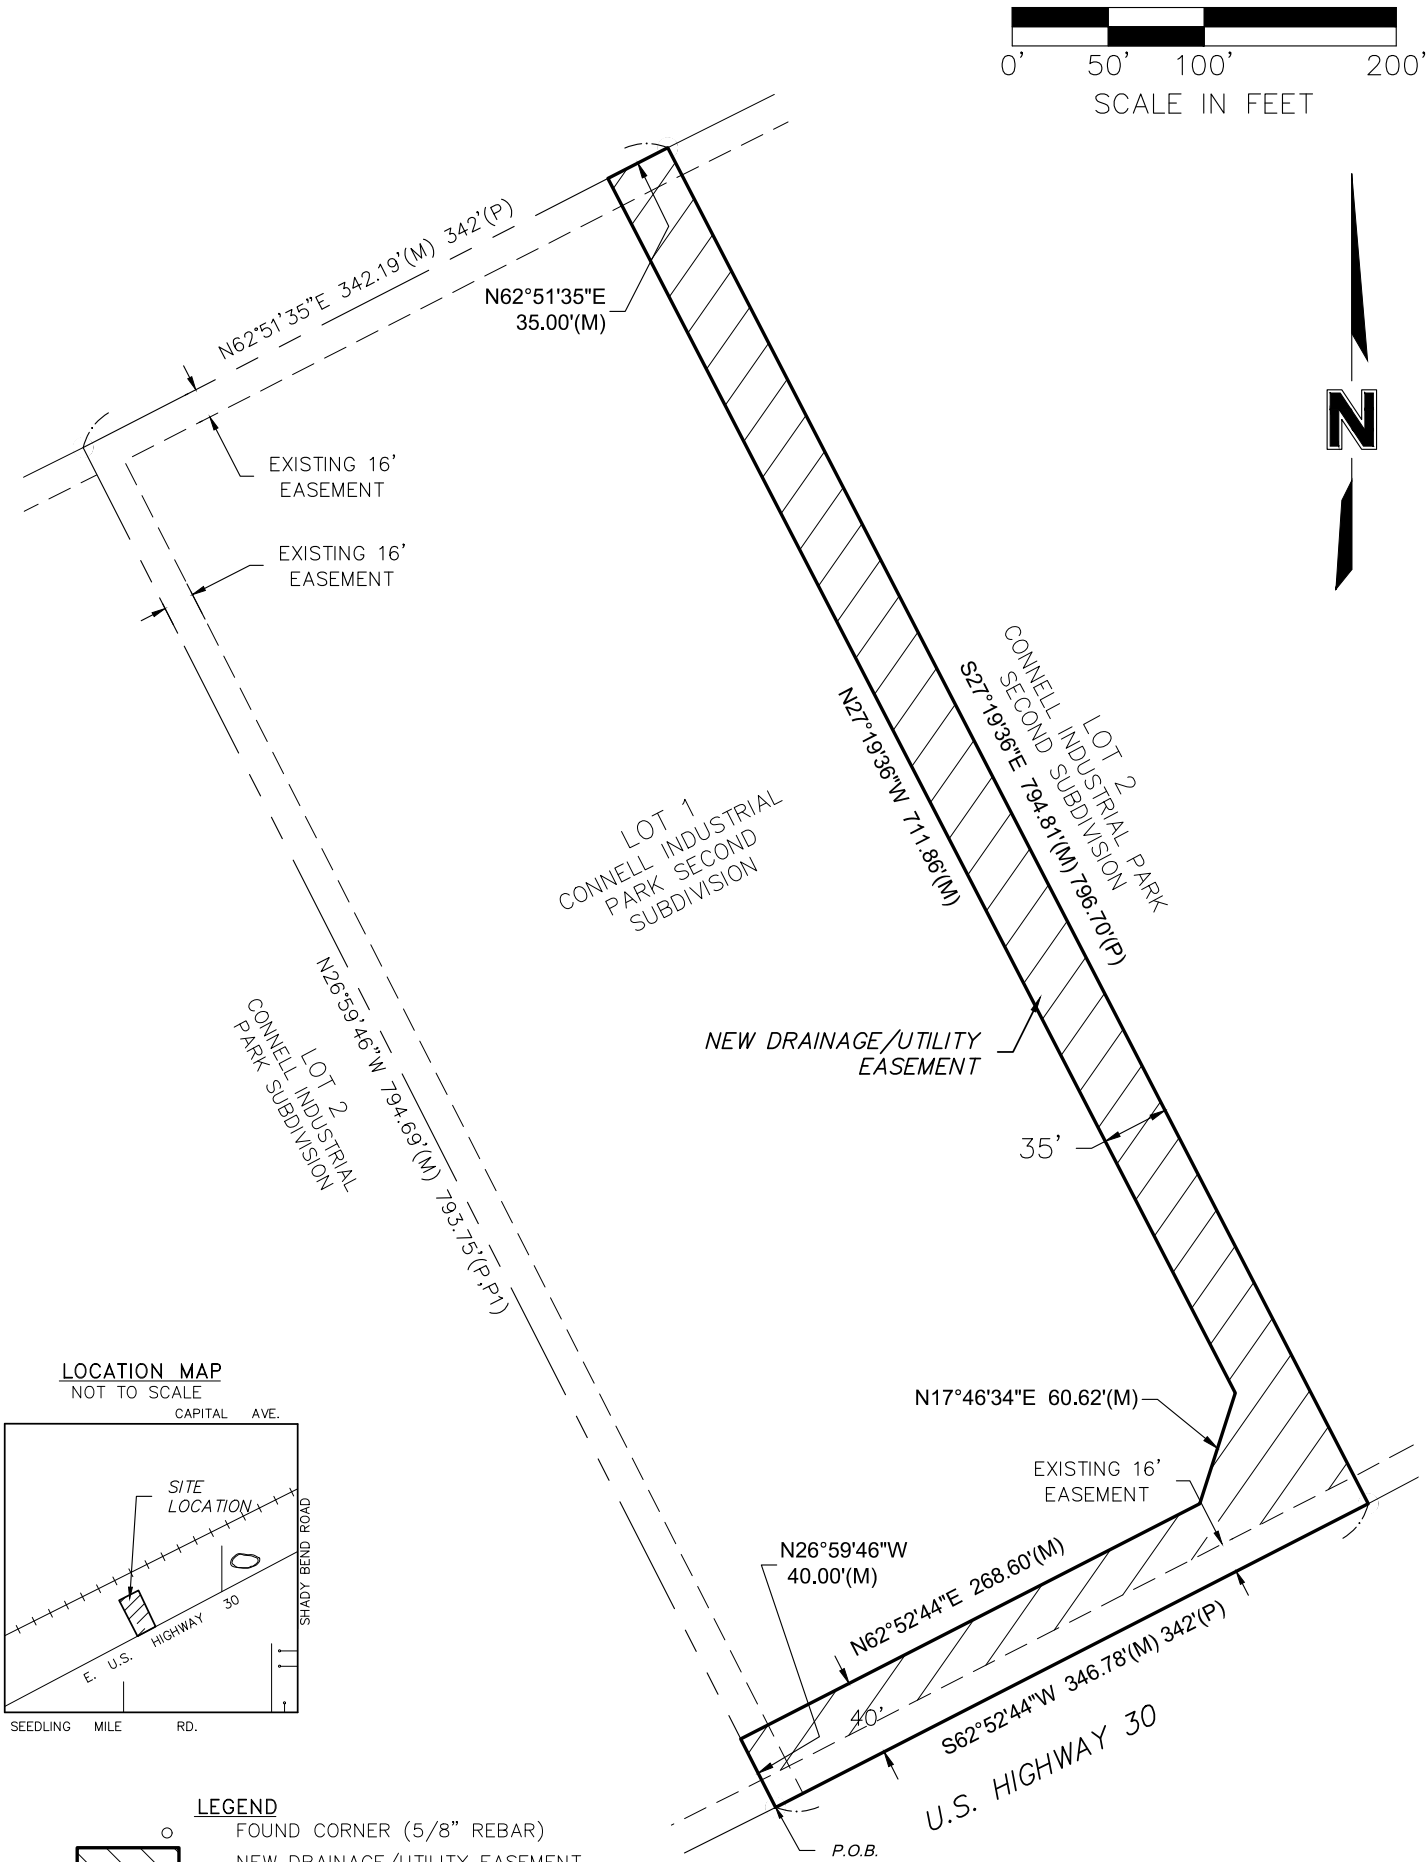 0' 50' 100' 200'
SCALE IN FEET
N62°51'35"E 342.19'(M) 342'(P)
N62°51'35"E
35.00'(M)
N
EXISTING 16'
EASEMENT
EXISTING 16'
EASEMENT
LOT 2
CONNELL INDUSTRIAL PARK
SECOND SUBDIVISION
S27°19'36"E 794.81'(M) 796.70'(P)
N27°19'36"W 711.86'(M)
LOT 1
CONNELL INDUSTRIAL
PARK SECOND
SUBDIVISION
N26°59'46"W 794.69'(M) 793.75'(P,P1)
LOT 2
CONNELL INDUSTRIAL
PARK SUBDIVISION
NEW DRAINAGE/UTILITY
EASEMENT
35'
N17°46'34"E 60.62'(M)
EXISTING 16'
EASEMENT
N26°59'46"W
40.00'(M)
N62°52'44"E 268.60'(M)
40'
S62°52'44"W 346.78'(M) 342'(P)
U.S. HIGHWAY 30
P.O.B.
LOCATION MAP
NOT TO SCALE
CAPITAL AVE.
SITE
LOCATION
SHADY BEND ROAD
E. U.S. HIGHWAY 30
SEEDLING MILE RD.
LEGEND
FOUND CORNER (5/8" REBAR)
NEW DRAINAGE/UTILITY EASEMENT